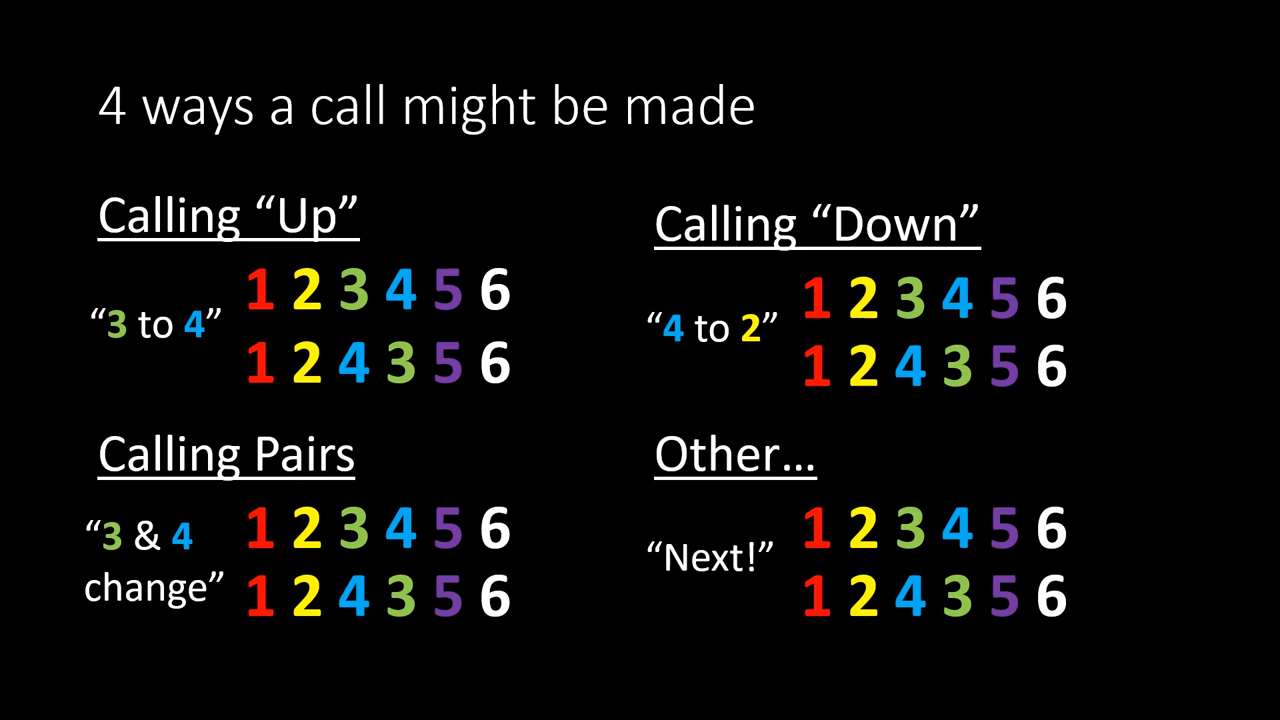 4 ways a call might be made
Calling “Up”
“3 to 4”
1 2 3 4 5 6
1 2 4 3 5 6
Calling “Down”
“4 to 2”
1 2 3 4 5 6
1 2 4 3 5 6
Calling Pairs
“3 & 4
change”
1 2 3 4 5 6
1 2 4 3 5 6
Other…
“Next!”
1 2 3 4 5 6
1 2 4 3 5 6